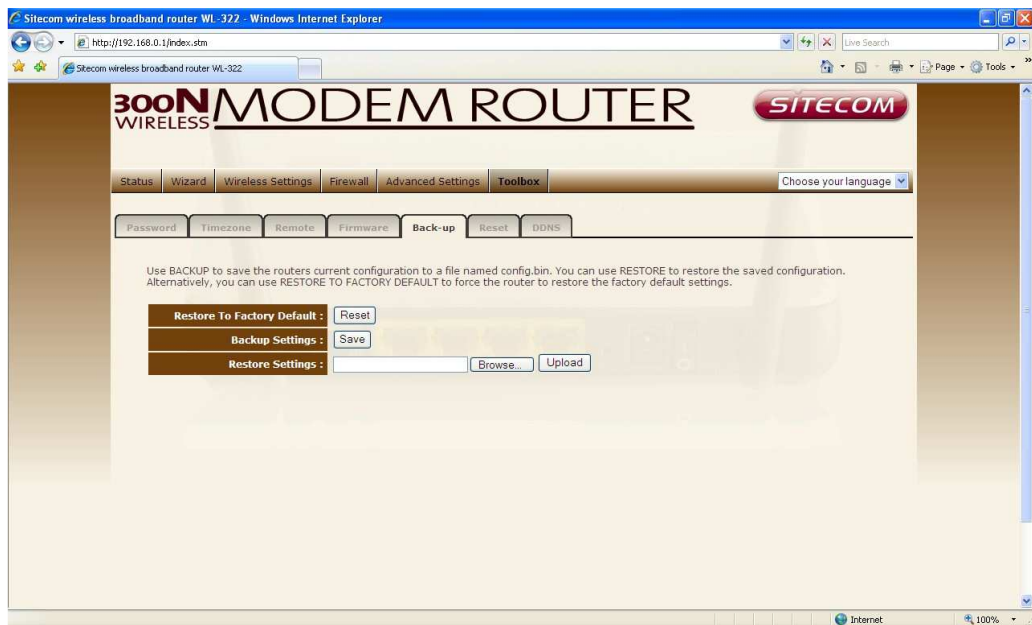 Sitecom wireless broadband router WL-322 - Windows Internet Explorer
http://192.168.0.1/index.stm
Live Search
Sitecom wireless broadband router WL-322
Page
Tools
300N WIRELESS MODEM ROUTER
SITECOM
Status Wizard Wireless Settings Firewall Advanced Settings Toolbox
Choose your language
Password Timezone Remote Firmware Back-up Reset DDNS
Use BACKUP to save the routers current configuration to a file named config.bin. You can use RESTORE to restore the saved configuration.
Alternatively, you can use RESTORE TO FACTORY DEFAULT to force the router to restore the factory default settings.
Restore To Factory Default : Reset
Backup Settings : Save
Restore Settings : Browse... Upload
Internet
100%